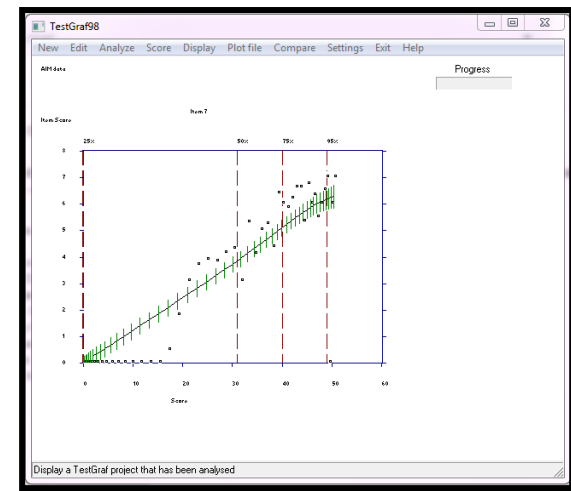 TestGraf98
New Edit Analyze Score Display Plot file Compare Settings Exit Help
AIM data
Progress
Item 7
Item Score
25% 50% 75% 95%
8
7
6
5
4
3
2
1
0
0 10 20 30 40 50 60
Score
Display a TestGraf project that has been analysed